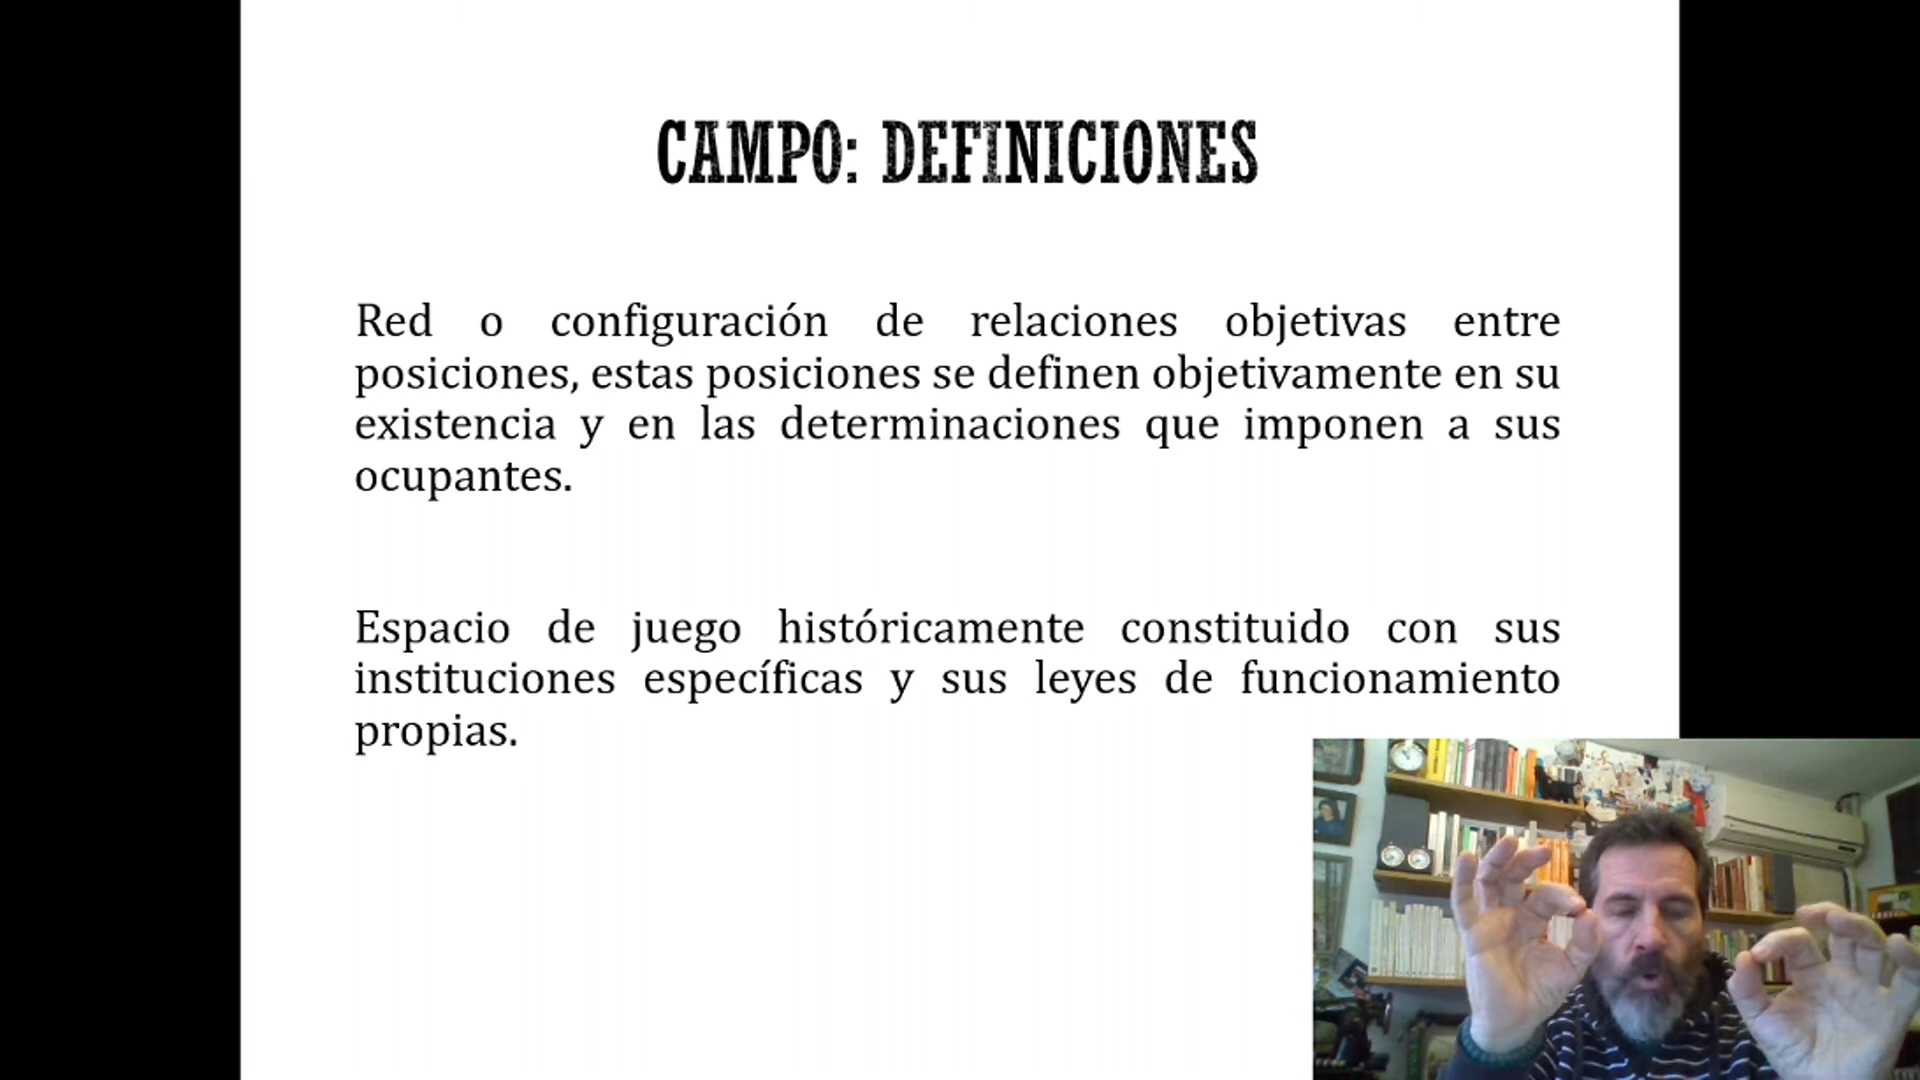 CAMPO: DEFINICIONES
Red o configuración de relaciones objetivas entre
posiciones, estas posiciones se definen objetivamente en su
existencia y en las determinaciones que imponen a sus
ocupantes.
Espacio de juego históricamente constituido con sus
instituciones específicas y sus leyes de funcionamiento
propias.